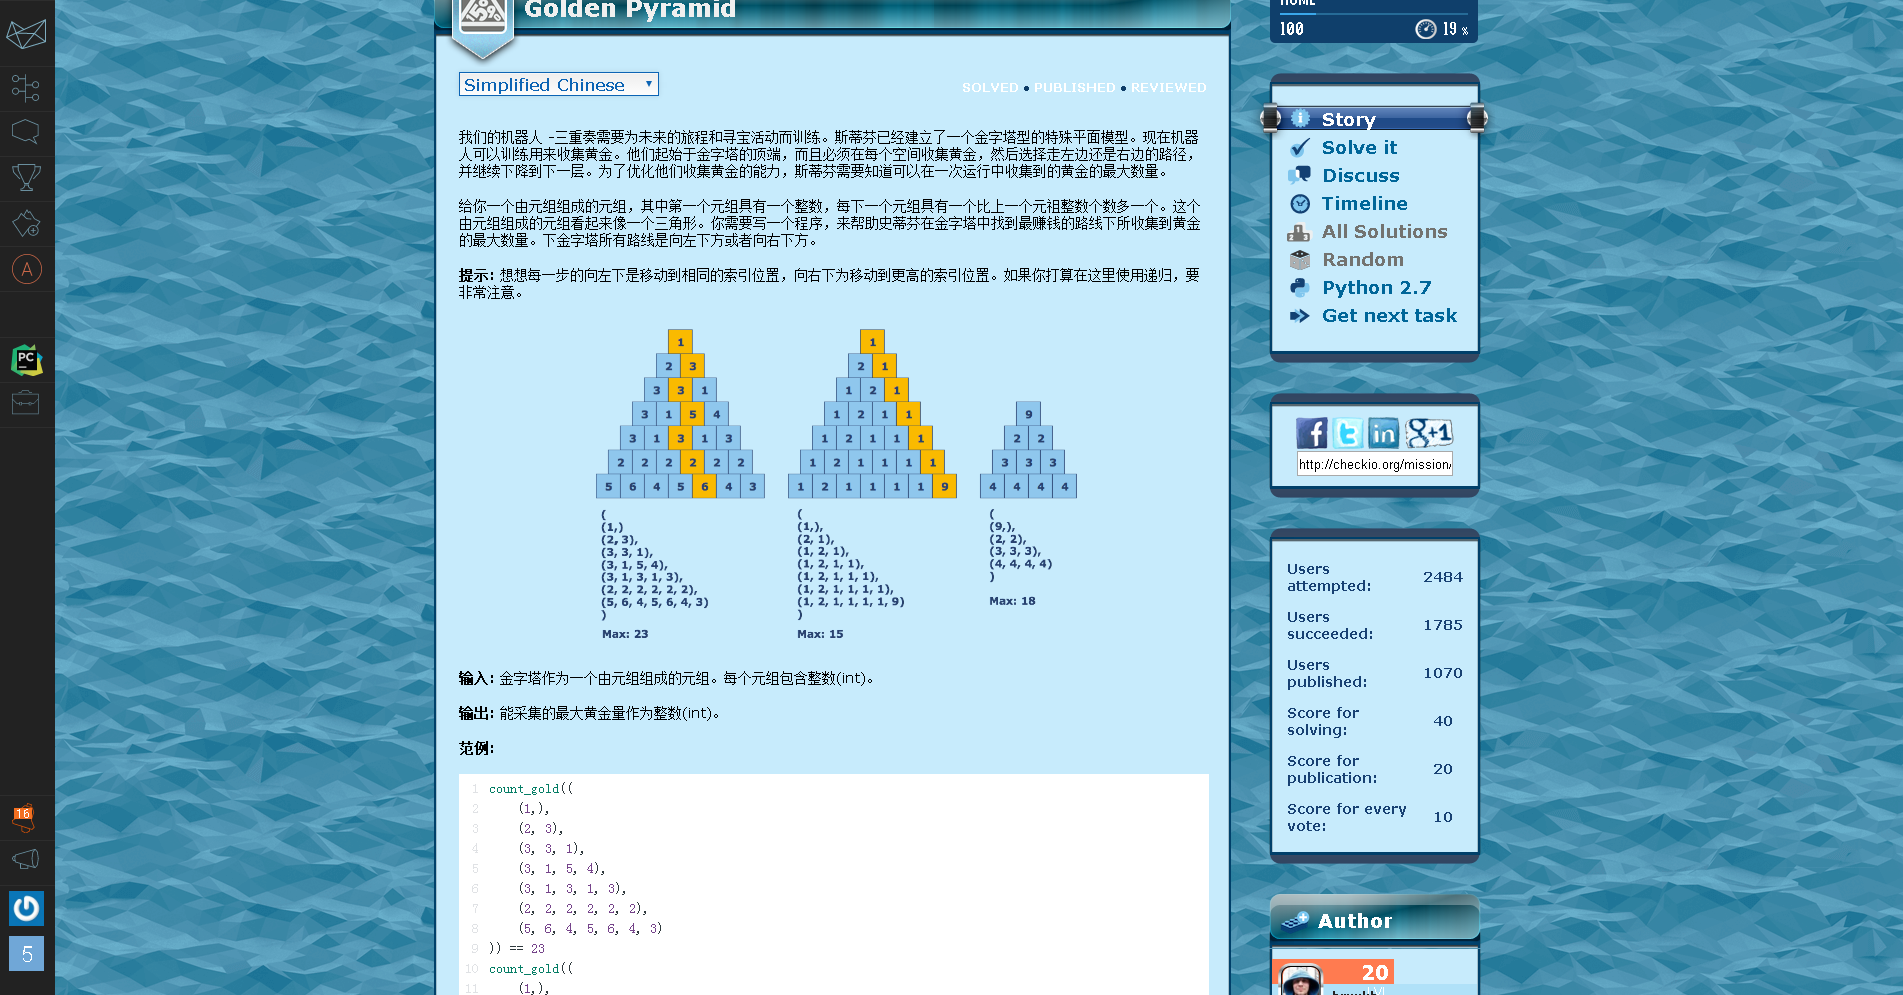 Golden Pyramid
Simplified Chinese
SOLVED • PUBLISHED • REVIEWED
我们的机器人 -三重奏需要为未来的旅程和寻宝活动而训练。斯蒂芬已经建立了一个金字塔型的特殊平面模型。现在机器
人可以训练用来收集黄金。他们起始于金字塔的顶端，而且必须在每个空间收集黄金，然后选择走左边还是右边的路径，
并继续下降到下一层。为了优化他们收集黄金的能力，斯蒂芬需要知道可以在一次运行中收集到的黄金的最大数量。
给你一个由元组组成的元组，其中第一个元组具有一个整数，每下一个元组具有一个比上一个元祖整数个数多一个。这个
由元组组成的元组看起来像一个三角形。你需要写一个程序，来帮助史蒂芬在金字塔中找到最赚钱的路线下所收集到黄金
的最大数量。下金字塔所有路线是向左下方或者向右下方。
提示: 想想每一步的向左下是移动到相同的索引位置，向右下为移动到更高的索引位置。如果你打算在这里使用递归，要
非常注意。
1
2 3
3 3 1
3 1 5 4
3 1 3 1 3
2 2 2 2 2 2
5 6 4 5 6 4 3
(
(1,)
(2, 3),
(3, 3, 1),
(3, 1, 5, 4),
(3, 1, 3, 1, 3),
(2, 2, 2, 2, 2, 2),
(5, 6, 4, 5, 6, 4, 3)
)
Max: 23
1
2 1
1 2 1
1 2 1 1
1 2 1 1 1
1 2 1 1 1 1
1 2 1 1 1 1 9
(
(1,),
(2, 1),
(1, 2, 1),
(1, 2, 1, 1),
(1, 2, 1, 1, 1),
(1, 2, 1, 1, 1, 1),
(1, 2, 1, 1, 1, 1, 9)
)
Max: 15
9
2 2
3 3 3
4 4 4 4
(
(9,),
(2, 2),
(3, 3, 3),
(4, 4, 4, 4)
)
Max: 18
输入: 金字塔作为一个由元组组成的元组。每个元组包含整数(int)。
输出: 能采集的最大黄金量作为整数(int)。
范例:
1 count_gold((
2 (1,),
3 (2, 3),
4 (3, 3, 1),
5 (3, 1, 5, 4),
6 (3, 1, 3, 1, 3),
7 (2, 2, 2, 2, 2, 2),
8 (5, 6, 4, 5, 6, 4, 3)
9 )) == 23
10 count_gold((
11 (1,),
HOME
100 19 %
Story
Solve it
Discuss
Timeline
All Solutions
Random
Python 2.7
Get next task
f t in g+1
http://checkio.org/mission/
Users
attempted: 2484
Users
succeeded: 1785
Users
published: 1070
Score for
solving: 40
Score for
publication: 20
Score for every
vote: 10
Author
20
A
PC
16
5